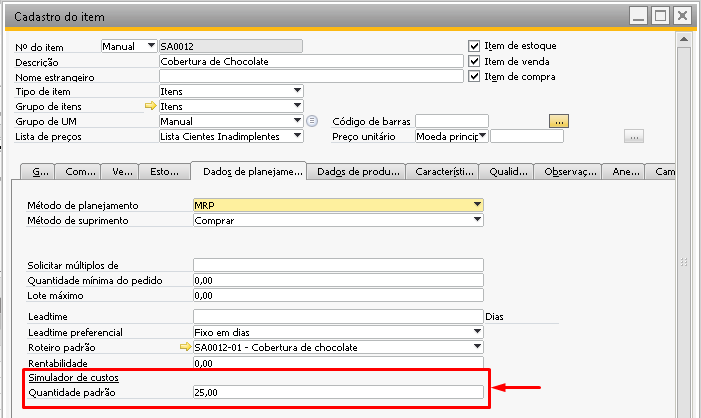 Cadastro do item
Nº do item Manual SA0012 Item de estoque
Descrição Cobertura de Chocolate Item de venda
Nome estrangeiro Item de compra
Tipo de item Itens
Grupo de itens Itens
Grupo de UM Manual Código de barras ...
Lista de preços Lista Cientes Inadimplentes Preço unitário Moeda princip ...
G... Com... Ve... Esto... Dados de planejame... Dados de produ... Característi... Qualid... Observaç... Ane... Cam
Método de planejamento MRP
Método de suprimento Comprar
Solicitar múltiplos de
Quantidade mínima do pedido 0,00
Lote máximo 0,00
Leadtime Dias
Leadtime preferencial Fixo em dias
Roteiro padrão SA0012-01 - Cobertura de chocolate
Rentabilidade 0,00
Simulador de custos
Quantidade padrão 25,00